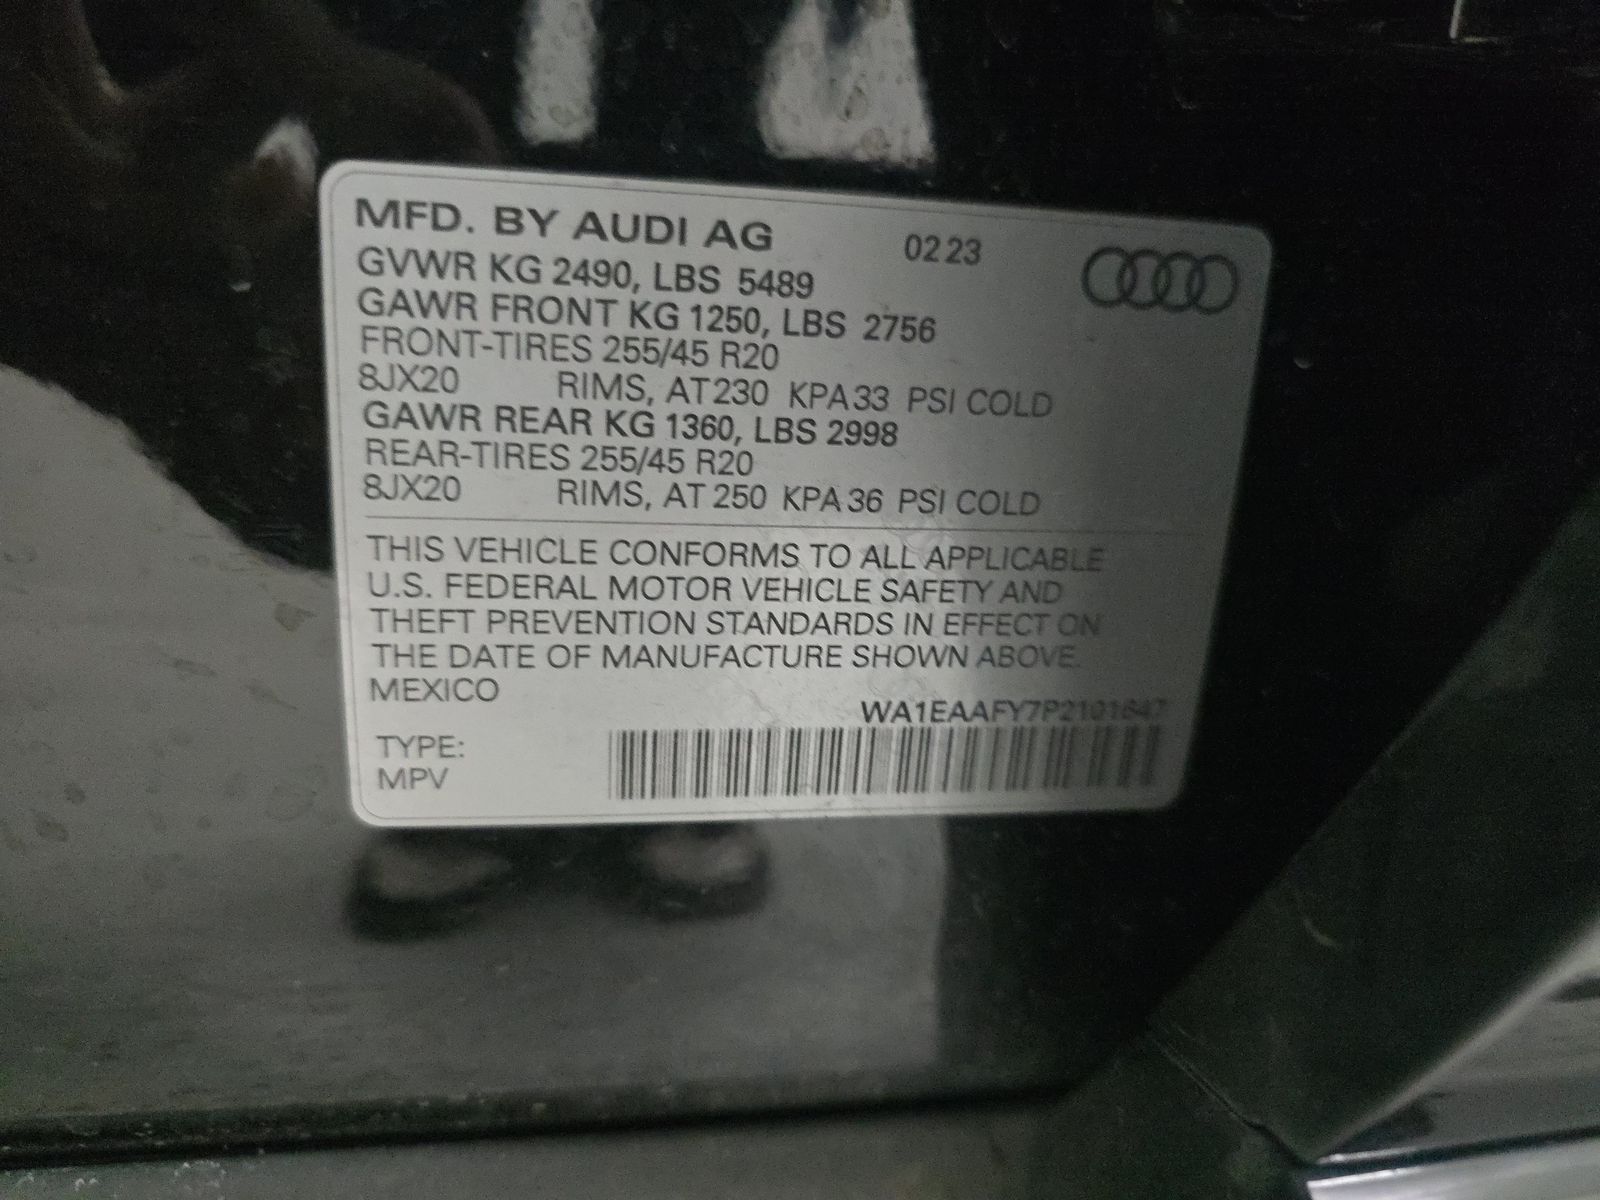 MFD. BY AUDI AG 02 23
GVWR KG 2490, LBS 5489
GAWR FRONT KG 1250, LBS 2756
FRONT-TIRES 255/45 R20
8JX20 RIMS, AT 230 KPA 33 PSI COLD
GAWR REAR KG 1360, LBS 2998
REAR-TIRES 255/45 R20
8JX20 RIMS, AT 250 KPA 36 PSI COLD
THIS VEHICLE CONFORMS TO ALL APPLICABLE
U.S. FEDERAL MOTOR VEHICLE SAFETY AND
THEFT PREVENTION STANDARDS IN EFFECT ON
THE DATE OF MANUFACTURE SHOWN ABOVE.
MEXICO
WA1EAAFY7P2101647
TYPE:
MPV